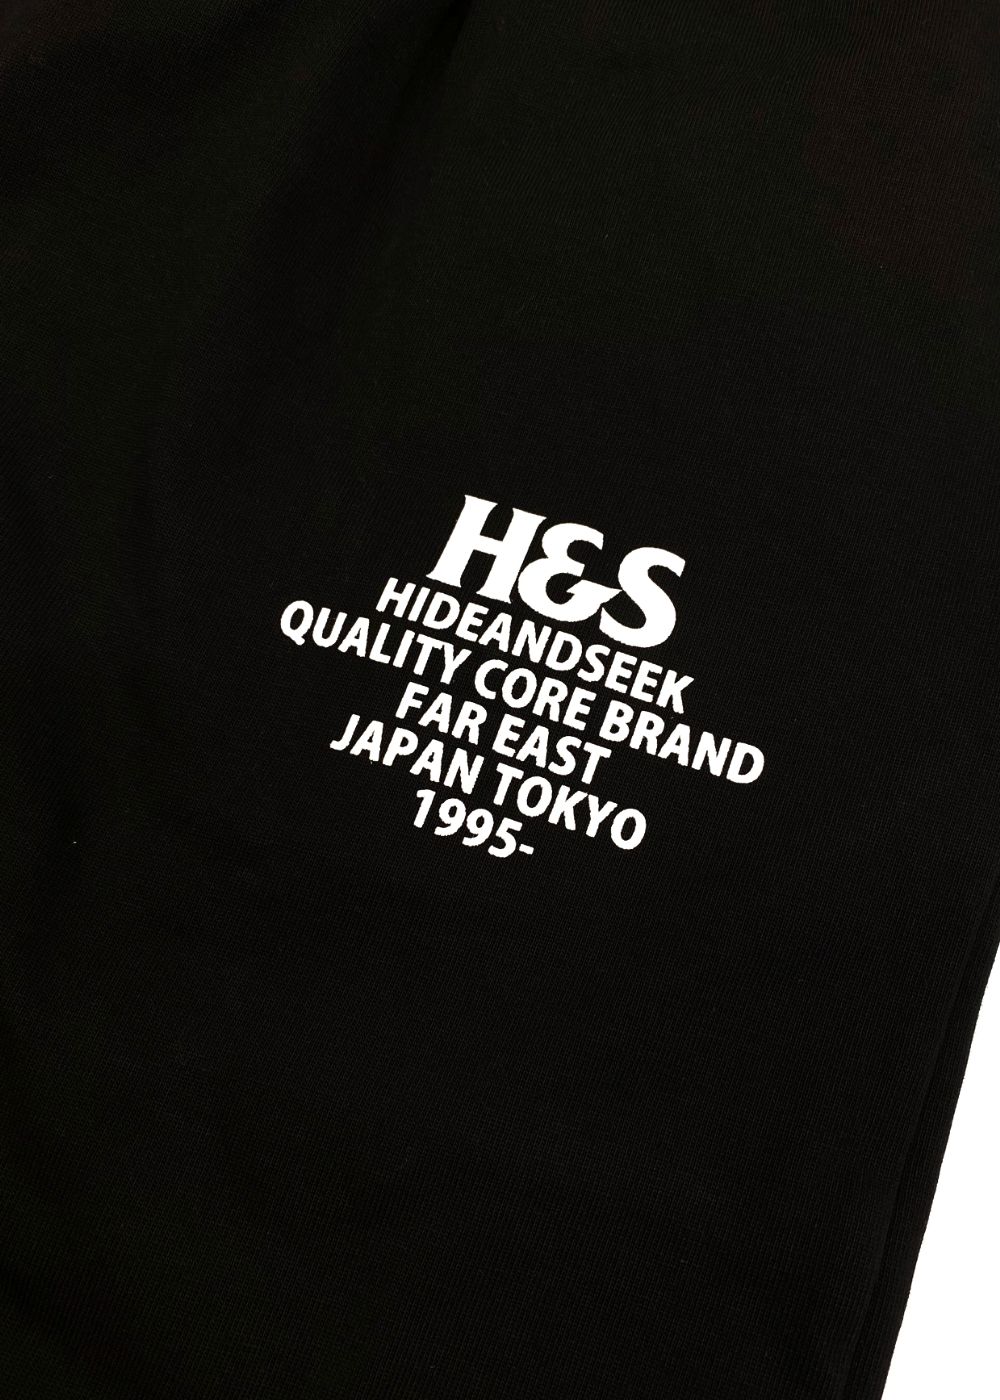 H&S
HIDEANDSEEK
QUALITY CORE BRAND
FAR EAST
JAPAN TOKYO
1995-